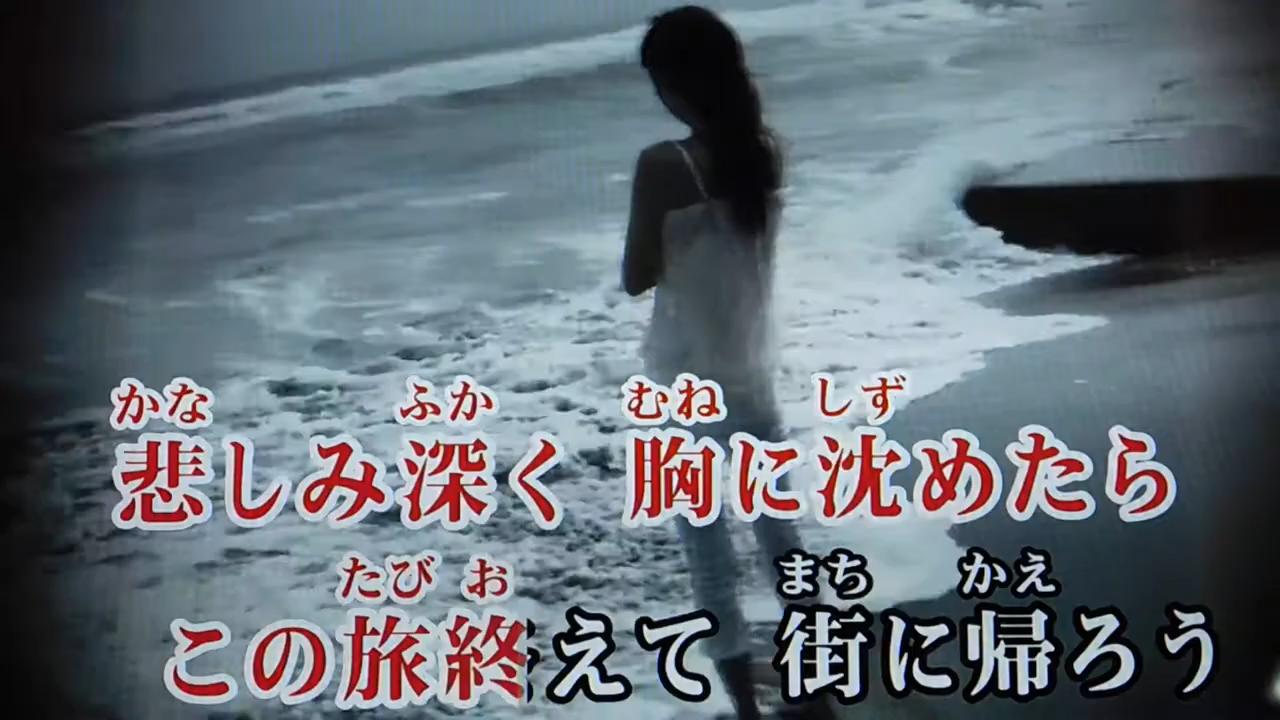 かな ふか むね しず
悲しみ深く 胸に沈めたら
たび お まち かえ
この旅終えて 街に帰ろう